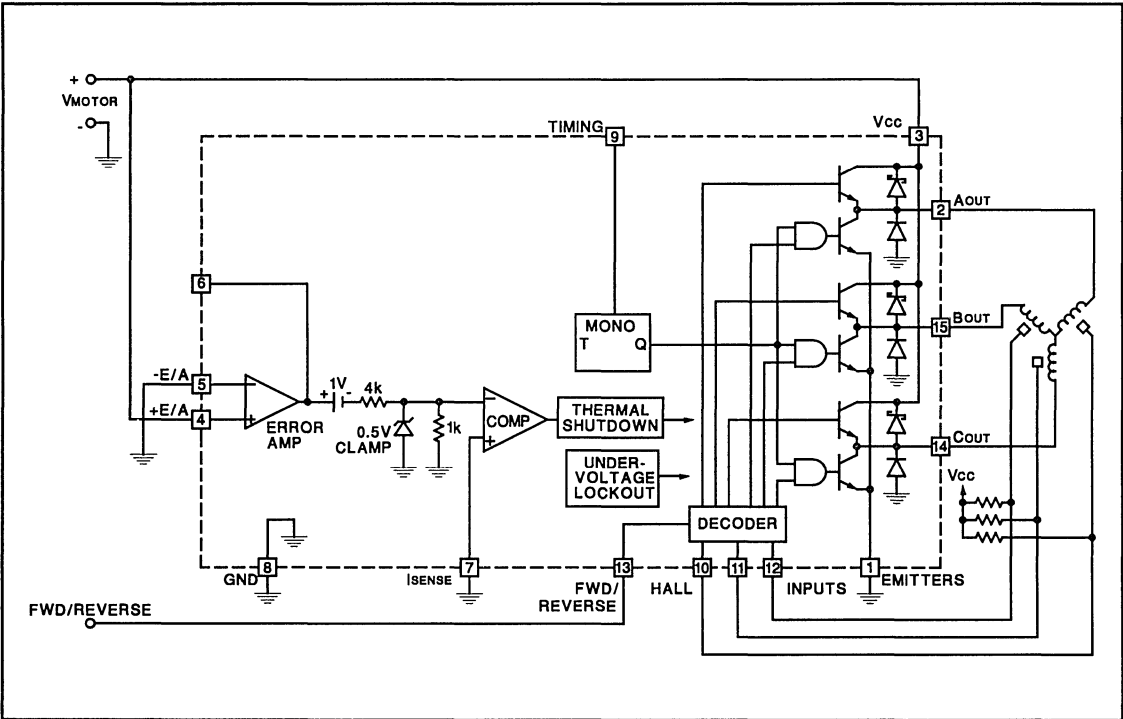 +
VMOTOR
-
TIMING
9
VCC
3
2
AOUT
6
MONO
T Q
15
BOUT
-E/A
5
-
+ 1V -
4k
+E/A
4
+
ERROR
AMP
0.5V
CLAMP
1k
-
COMP
+
THERMAL
SHUTDOWN
14
COUT
UNDER-
VOLTAGE
LOCKOUT
VCC
DECODER
GND
8
ISENSE
7
13
FWD/
REVERSE
HALL
10
11
12
INPUTS
1
EMITTERS
FWD/REVERSE